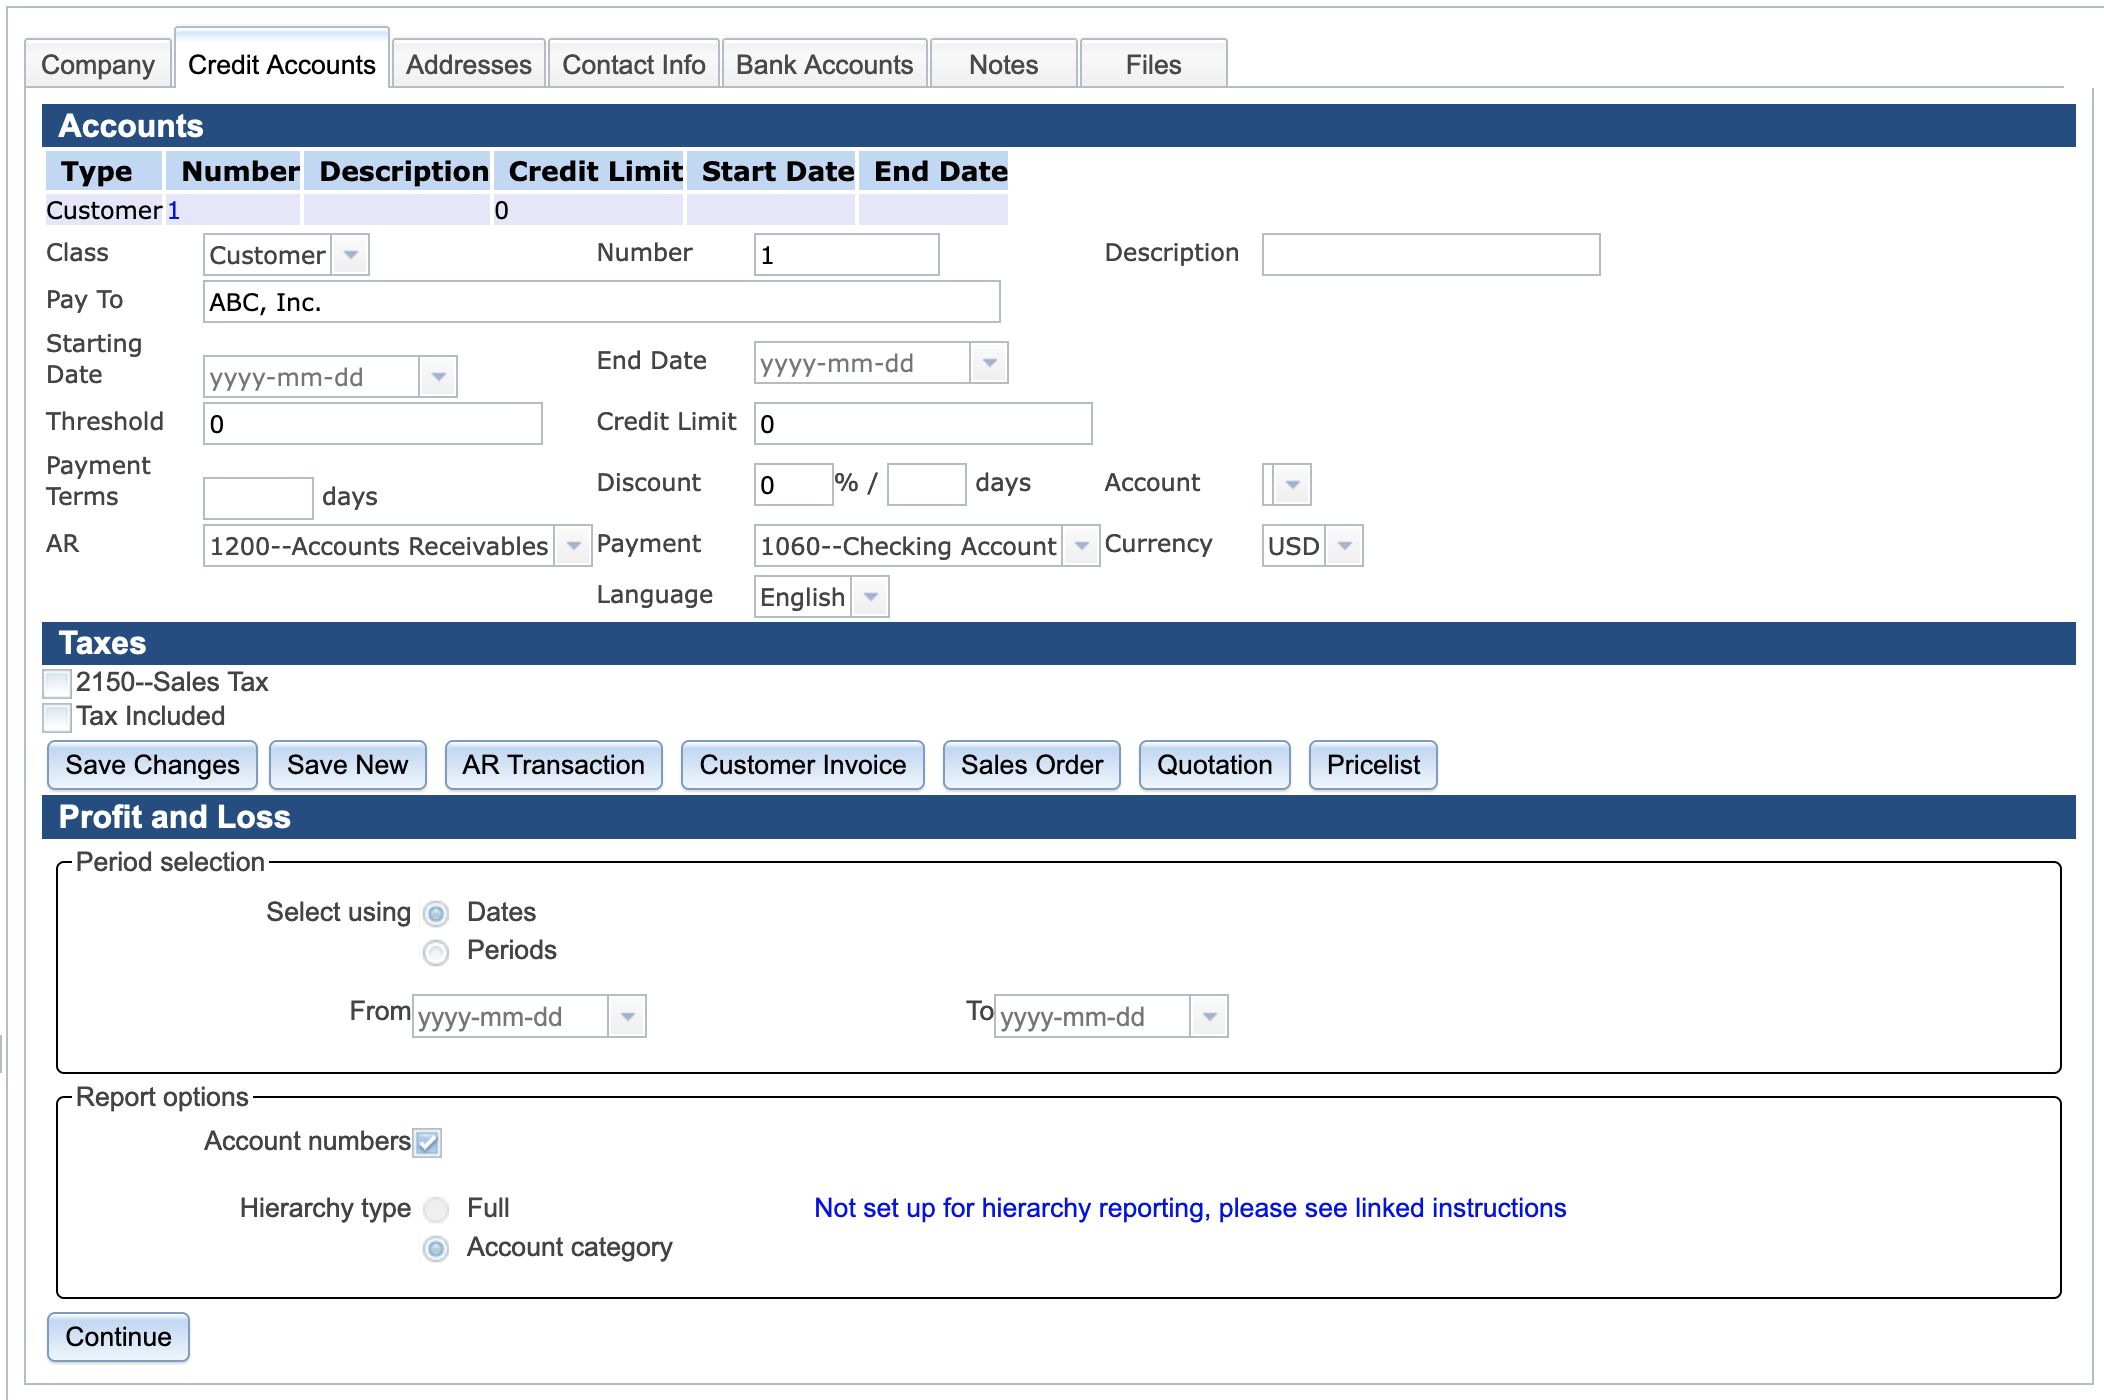 Company Credit Accounts Addresses Contact Info Bank Accounts Notes Files
Accounts
Type Number Description Credit Limit Start Date End Date
Customer 1 0
Class Customer Number 1 Description
Pay To ABC, Inc.
Starting
Date yyyy-mm-dd End Date yyyy-mm-dd
Threshold 0 Credit Limit 0
Payment
Terms days Discount 0 % / days Account
AR 1200--Accounts Receivables Payment 1060--Checking Account Currency USD
Language English
Taxes
2150--Sales Tax
Tax Included
Save Changes Save New AR Transaction Customer Invoice Sales Order Quotation Pricelist
Profit and Loss
Period selection
Select using Dates
Periods
From yyyy-mm-dd To yyyy-mm-dd
Report options
Account numbers
Hierarchy type Full Not set up for hierarchy reporting, please see linked instructions
Account category
Continue